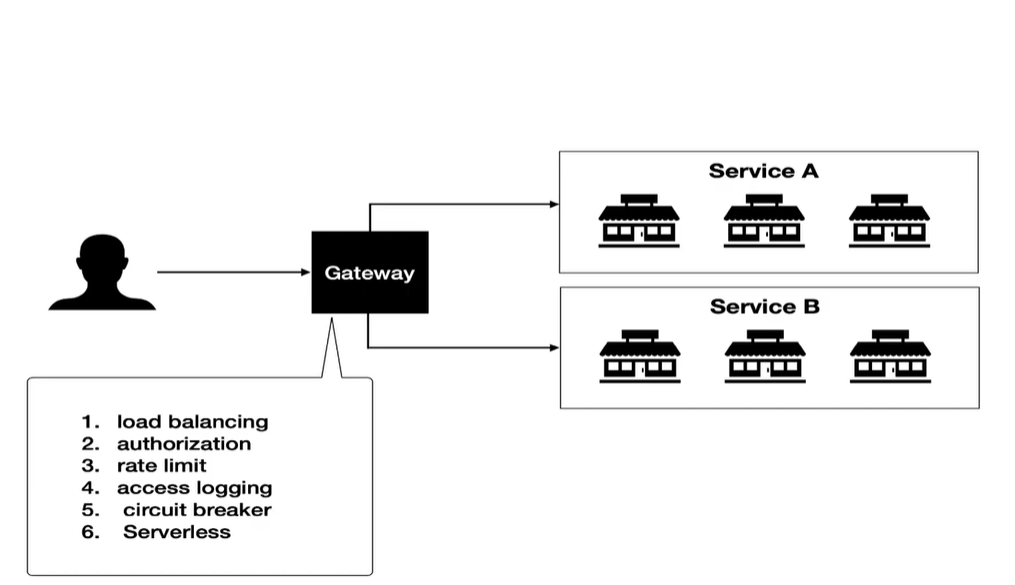 Service A
Gateway
Service B
1. load balancing
2. authorization
3. rate limit
4. access logging
5. circuit breaker
6. Serverless